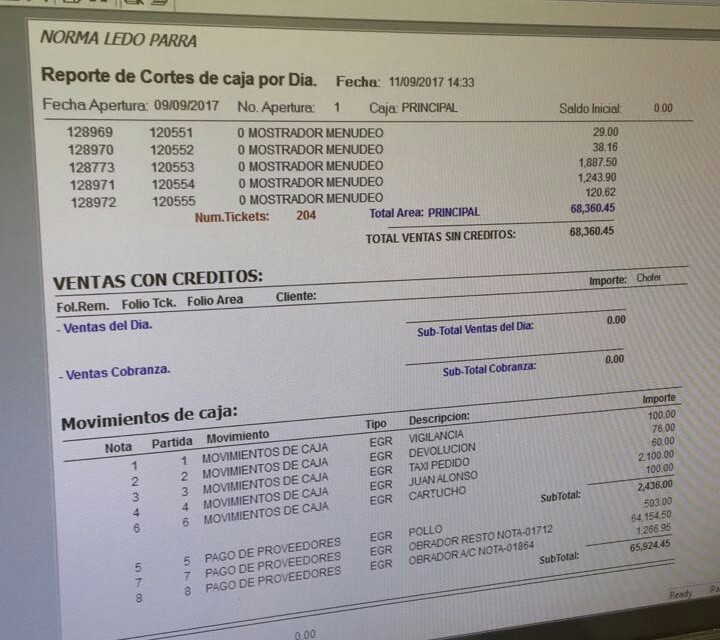 NORMA LEDO PARRA
Reporte de Cortes de caja por Dia. Fecha: 11/09/2017 14:33
Fecha Apertura: 09/09/2017 No. Apertura: 1 Caja: PRINCIPAL Saldo Inicial: 0.00
128969 120551 0 MOSTRADOR MENUDEO 29.00
128970 120552 0 MOSTRADOR MENUDEO 38.16
128773 120553 0 MOSTRADOR MENUDEO 1,887.50
128971 120554 0 MOSTRADOR MENUDEO 1,243.90
128972 120555 0 MOSTRADOR MENUDEO 120.62
Num.Tickets: 204 Total Area: PRINCIPAL 68,360.45
TOTAL VENTAS SIN CREDITOS: 68,360.45
VENTAS CON CREDITOS:
Fol.Rem. Folio Tck. Folio Area Cliente: Importe: Chofer
- Ventas del Dia.
Sub-Total Ventas del Dia: 0.00
- Ventas Cobranza.
Sub-Total Cobranza: 0.00
Movimientos de caja:
Nota Partida Movimiento Tipo Descripcion: Importe
1 1 MOVIMIENTOS DE CAJA EGR VIGILANCIA 100.00
2 2 MOVIMIENTOS DE CAJA EGR DEVOLUCION 76.00
3 3 MOVIMIENTOS DE CAJA EGR TAXI PEDIDO 60.00
4 4 MOVIMIENTOS DE CAJA EGR JUAN ALONSO 2,100.00
6 6 MOVIMIENTOS DE CAJA EGR CARTUCHO 100.00
SubTotal: 2,436.00
5 5 PAGO DE PROVEEDORES EGR POLLO 503.00
7 7 PAGO DE PROVEEDORES EGR OBRADOR RESTO NOTA-01712 64,154.50
8 8 PAGO DE PROVEEDORES EGR OBRADOR A/C NOTA-01864 1,266.95
SubTotal: 65,924.45
0.00
Ready